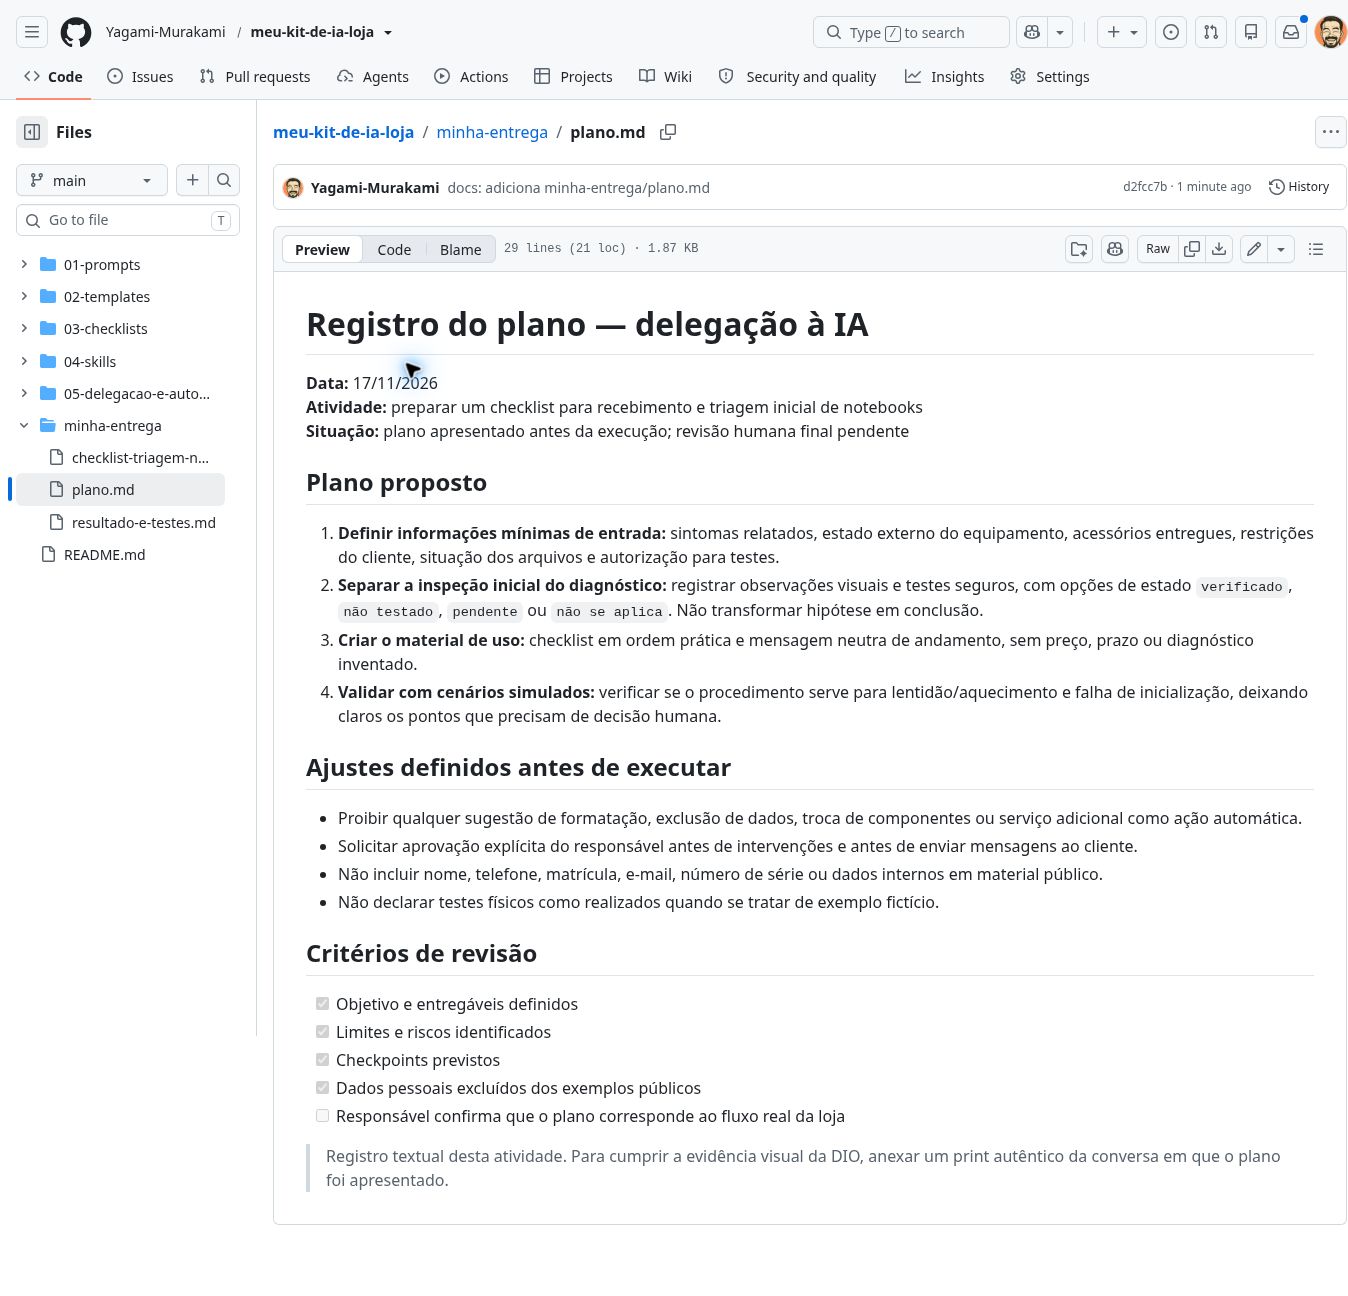 Yagami-Murakami / meu-kit-de-ia-loja
Type / to search
Code
Issues
Pull requests
Agents
Actions
Projects
Wiki
Security and quality
Insights
Settings
Files
main
Go to file
T
01-prompts
02-templates
03-checklists
04-skills
05-delegacao-e-auto...
minha-entrega
checklist-triagem-n...
plano.md
resultado-e-testes.md
README.md
meu-kit-de-ia-loja / minha-entrega / plano.md
Yagami-Murakami docs: adiciona minha-entrega/plano.md
d2fcc7b · 1 minute ago
History
Preview
Code
Blame
29 lines (21 loc) · 1.87 KB
Raw
Registro do plano — delegação à IA
Data: 17/11/2026
Atividade: preparar um checklist para recebimento e triagem inicial de notebooks
Situação: plano apresentado antes da execução; revisão humana final pendente
Plano proposto
1. Definir informações mínimas de entrada: sintomas relatados, estado externo do equipamento, acessórios entregues, restrições
do cliente, situação dos arquivos e autorização para testes.
2. Separar a inspeção inicial do diagnóstico: registrar observações visuais e testes seguros, com opções de estado verificado,
não testado, pendente ou não se aplica. Não transformar hipótese em conclusão.
3. Criar o material de uso: checklist em ordem prática e mensagem neutra de andamento, sem preço, prazo ou diagnóstico
inventado.
4. Validar com cenários simulados: verificar se o procedimento serve para lentidão/aquecimento e falha de inicialização, deixando
claros os pontos que precisam de decisão humana.
Ajustes definidos antes de executar
• Proibir qualquer sugestão de formatação, exclusão de dados, troca de componentes ou serviço adicional como ação automática.
• Solicitar aprovação explícita do responsável antes de intervenções e antes de enviar mensagens ao cliente.
• Não incluir nome, telefone, matrícula, e-mail, número de série ou dados internos em material público.
• Não declarar testes físicos como realizados quando se tratar de exemplo fictício.
Critérios de revisão
Objetivo e entregáveis definidos
Limites e riscos identificados
Checkpoints previstos
Dados pessoais excluídos dos exemplos públicos
Responsável confirma que o plano corresponde ao fluxo real da loja
Registro textual desta atividade. Para cumprir a evidência visual da DIO, anexar um print autêntico da conversa em que o plano
foi apresentado.